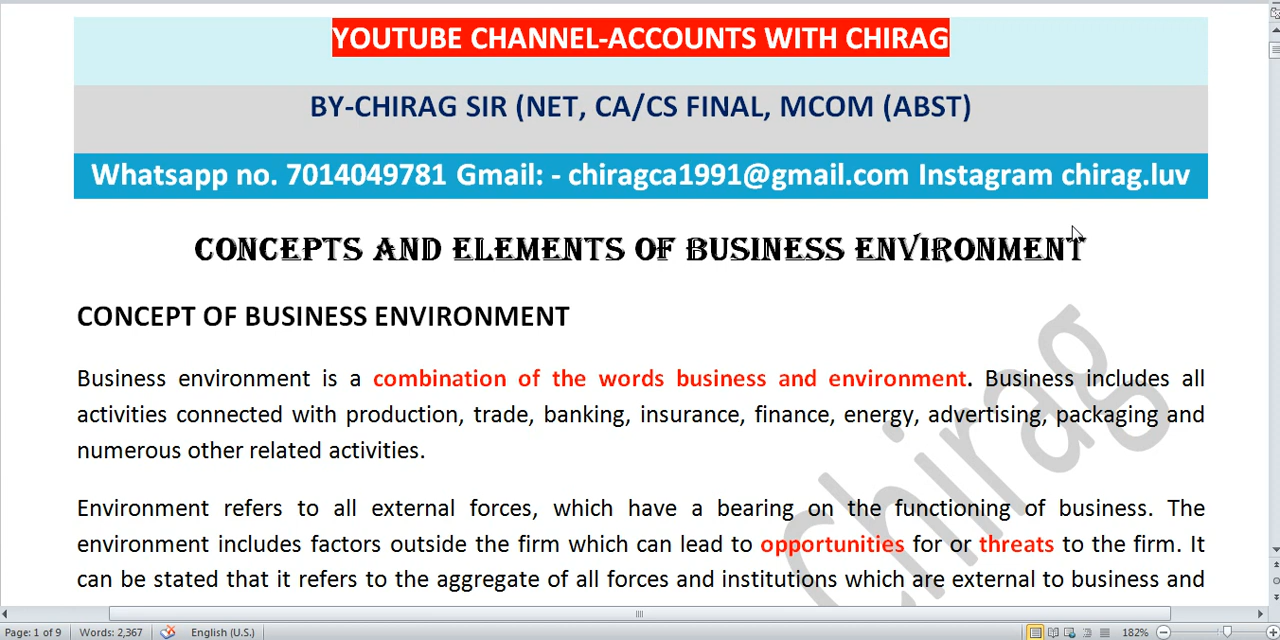 YOUTUBE CHANNEL-ACCOUNTS WITH CHIRAG
BY-CHIRAG SIR (NET, CA/CS FINAL, MCOM (ABST)
Whatsapp no. 7014049781 Gmail: - chiragca1991@gmail.com Instagram chirag.luv
CONCEPTS AND ELEMENTS OF BUSINESS ENVIRONMENT
CONCEPT OF BUSINESS ENVIRONMENT
Business environment is a combination of the words business and environment. Business includes all
activities connected with production, trade, banking, insurance, finance, energy, advertising, packaging and
numerous other related activities.
Environment refers to all external forces, which have a bearing on the functioning of business. The
environment includes factors outside the firm which can lead to opportunities for or threats to the firm. It
can be stated that it refers to the aggregate of all forces and institutions which are external to business and
Chirag
Page: 1 of 9 Words: 2,367 English (U.S.) 182%